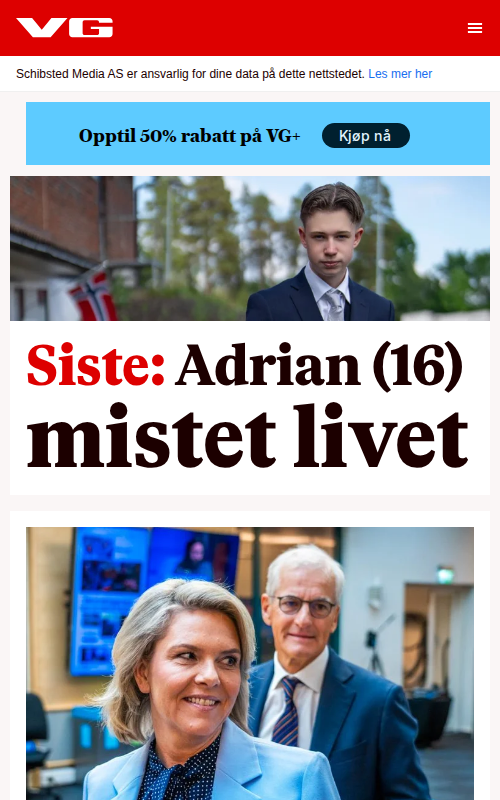 VG
Schibsted Media AS er ansvarlig for dine data på dette nettstedet. Les mer her
Opptil 50% rabatt på VG+ Kjøp nå
Siste: Adrian (16)
mistet livet